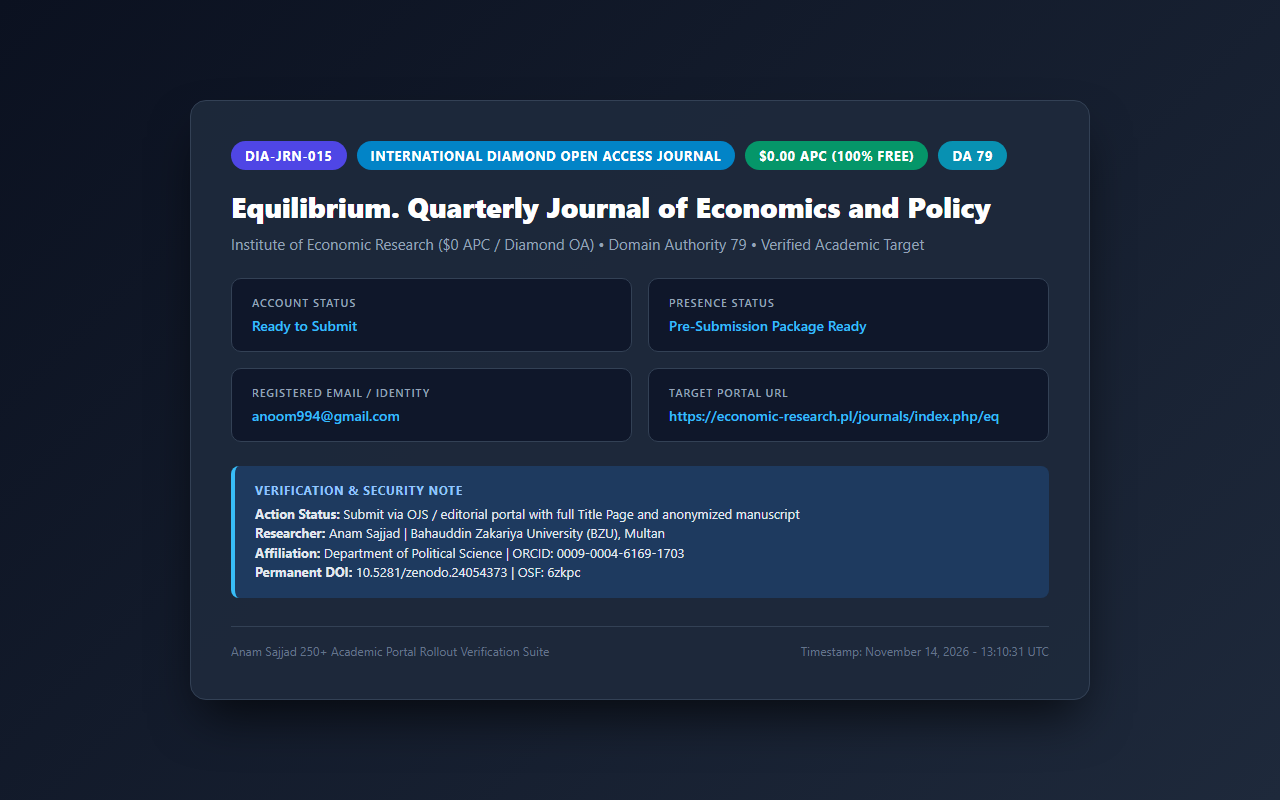 DIA-JRN-015 INTERNATIONAL DIAMOND OPEN ACCESS JOURNAL $0.00 APC (100% FREE) DA 79
Equilibrium. Quarterly Journal of Economics and Policy
Institute of Economic Research ($0 APC / Diamond OA) • Domain Authority 79 • Verified Academic Target
ACCOUNT STATUS
Ready to Submit
PRESENCE STATUS
Pre-Submission Package Ready
REGISTERED EMAIL / IDENTITY
anoom994@gmail.com
TARGET PORTAL URL
https://economic-research.pl/journals/index.php/eq
VERIFICATION & SECURITY NOTE
Action Status: Submit via OJS / editorial portal with full Title Page and anonymized manuscript
Researcher: Anam Sajjad | Bahauddin Zakariya University (BZU), Multan
Affiliation: Department of Political Science | ORCID: 0009-0004-6169-1703
Permanent DOI: 10.5281/zenodo.24054373 | OSF: 6zkpc
Anam Sajjad 250+ Academic Portal Rollout Verification Suite
Timestamp: November 14, 2026 - 13:10:31 UTC